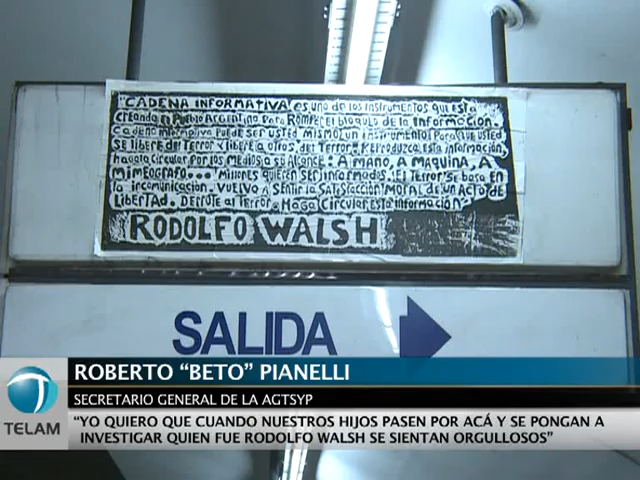 "CADENA INFORMATIVA es uno de los instrumentos que está
creando el Pueblo ARGENTINO para Romper el bloqueo de la Información.
Cadena Informativa puede ser usted mismo, un instrumento para que usted
se libere del Terror y libere a otros del Terror. Reproduzca esta información,
hágala circular por los medios a su Alcance: A MANO, A MAQUINA, A
MIMEOGRAFO... Millones quieren ser informados. El Terror se basa en
la incomunicación. Vuelva a sentir la Satisfacción Moral de un Acto de
Libertad. Derrote al Terror. Haga Circular esta información"
RODOLFO WALSH
SALIDA
ROBERTO “BETO” PIANELLI
SECRETARIO GENERAL DE LA AGTSYP
TELAM
“YO QUIERO QUE CUANDO NUESTROS HIJOS PASEN POR ACÁ Y SE PONGAN A
INVESTIGAR QUIEN FUE RODOLFO WALSH SE SIENTAN ORGULLOSOS”